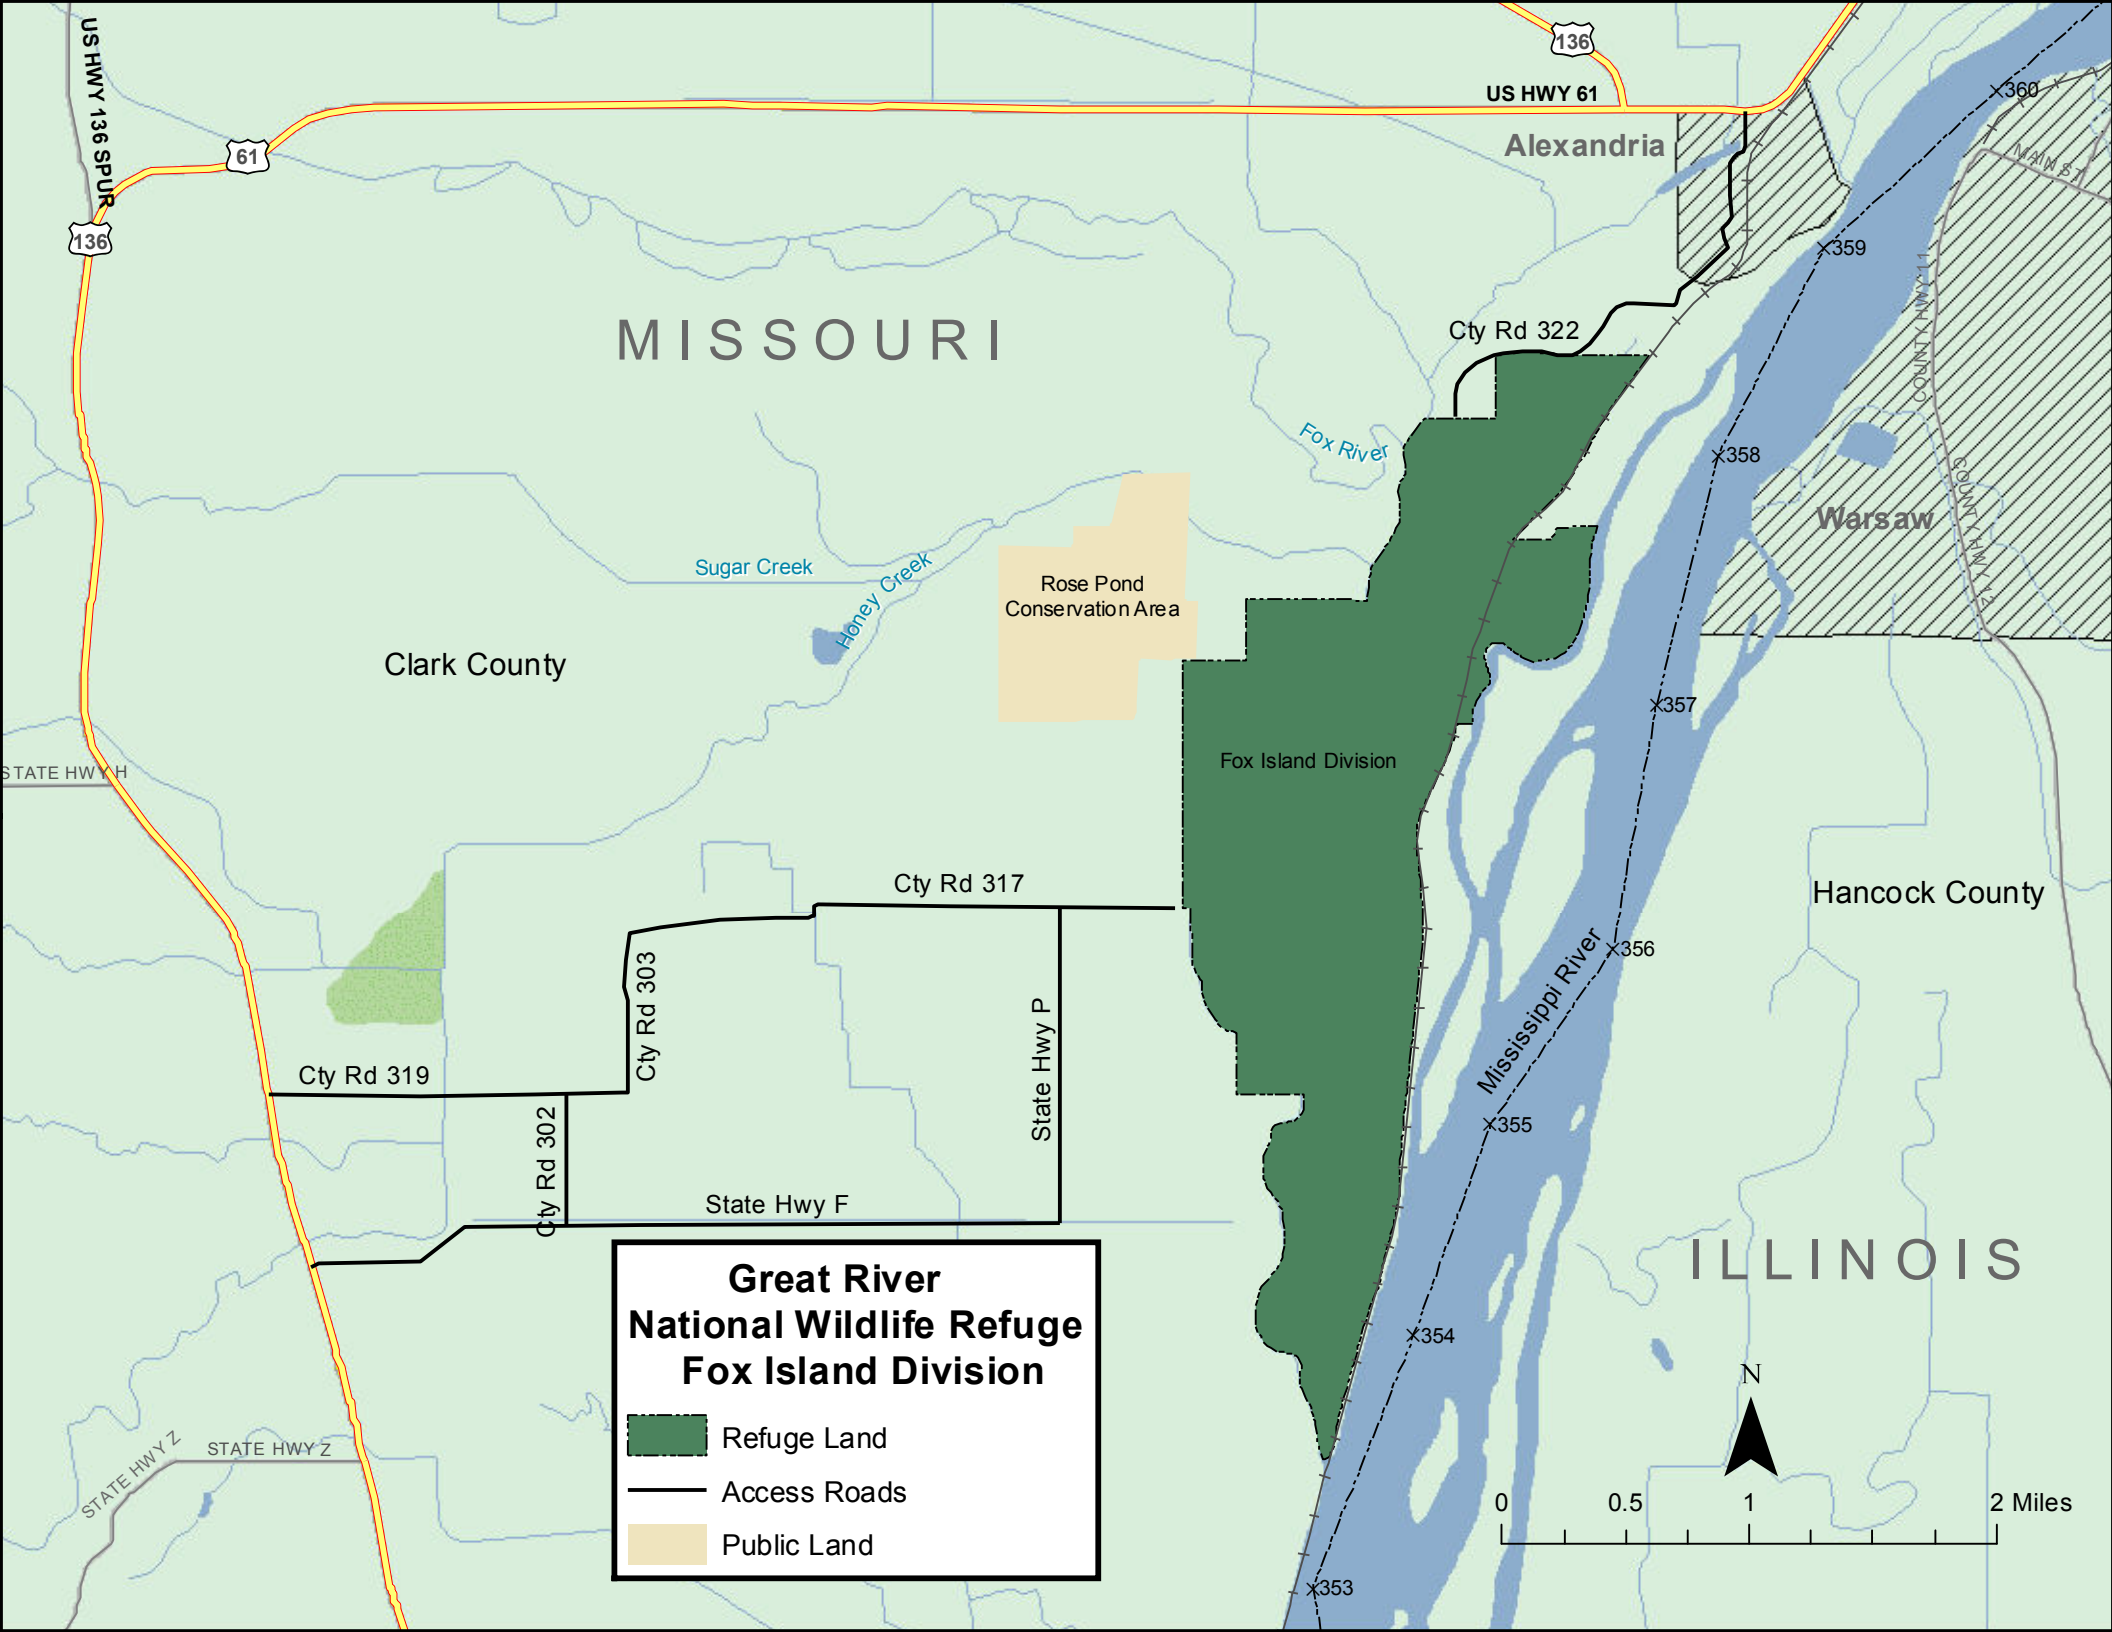 US HWY 136 SPUR
136
US HWY 61
61
136
Alexandria
360
MAIN ST
359
COUNTY HWY 11
MISSOURI
Cty Rd 322
Fox River
358
COUNTY HWY 12
Warsaw
Sugar Creek
Honey Creek
Rose Pond
Conservation Area
Clark County
357
Fox Island Division
STATE HWY H
Cty Rd 317
Hancock County
Mississippi River
356
Cty Rd 303
State Hwy P
Cty Rd 319
Cty Rd 302
355
State Hwy F
ILLINOIS
Great River
National Wildlife Refuge
Fox Island Division
Refuge Land
Access Roads
Public Land
354
N
STATE HWY Z
STATE HWY Z
0 0.5 1 2 Miles
353